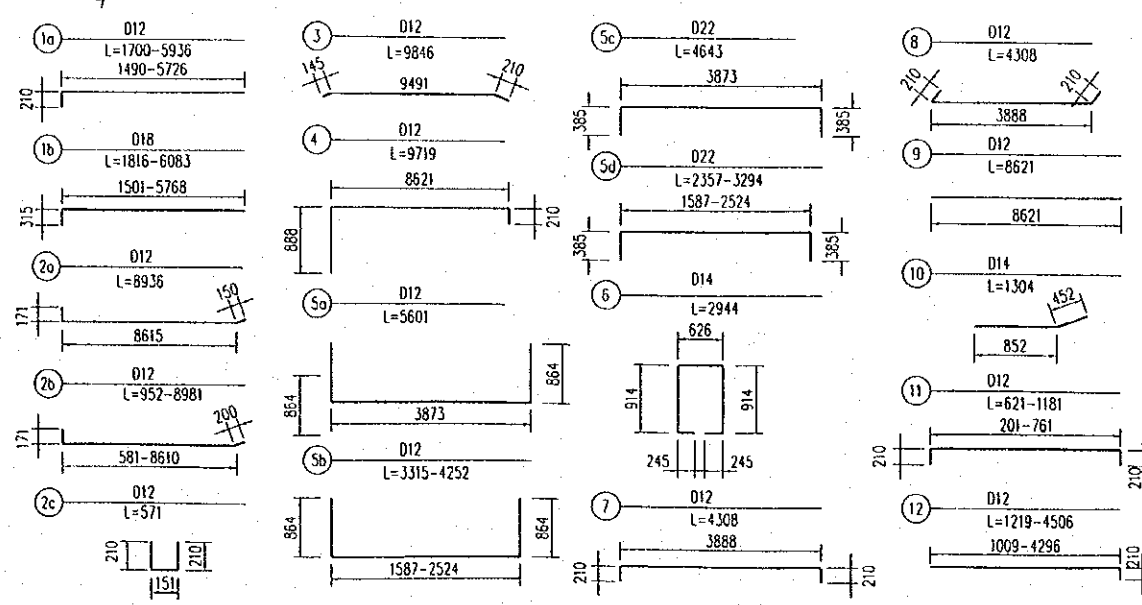 1a D12
L=1700-5936
1490-5726
210
1b D18
L=1816-6083
1501-5768
315
2a D12
L=8936
150
171
8615
2b D12
L=952-8981
200
171
581-8610
2c D12
L=571
210 210
151
3 D12
L=9846
145 9491 210
4 D12
L=9719
8621
210
888
5a D12
L=5601
864 864
3873
5b D12
L=3315-4252
864 864
1587-2524
5c D22
L=4643
3873
385 385
5d D22
L=2357-3294
1587-2524
385 385
6 D14
L=2944
626
914 914
245 245
7 D12
L=4308
3888
210 210
8 D12
L=4308
210 210
3888
9 D12
L=8621
8621
10 D14
L=1304
452
852
11 D12
L=621-1181
201-761
210 210
12 D12
L=1219-4506
1009-4296
210